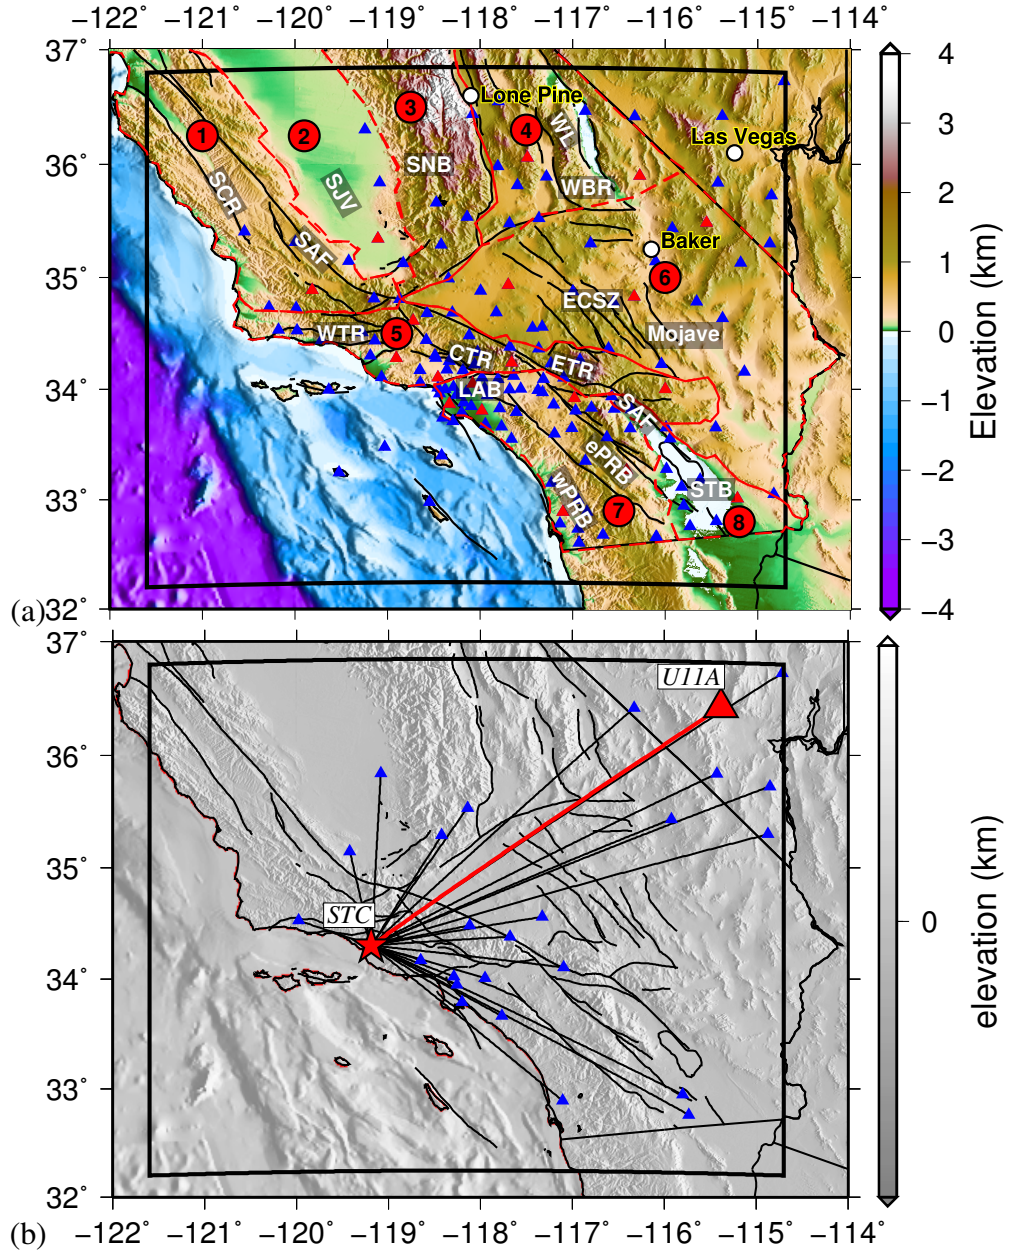 −122° −121° −120° −119° −118° −117° −116° −115° −114°
37°
36°
35°
34°
33°
32°
(a)
1
2
3
4
5
6
7
8
Lone Pine
Las Vegas
Baker
SCR
SJV
SNB
WL
WBR
SAF
WTR
ECSZ
Mojave
CTR
ETR
LAB
SAF
ePRB
wPRB
STB
4
3
2
1
0
−1
−2
−3
−4
Elevation (km)
37°
36°
35°
34°
33°
32°
(b)
U11A
STC
0
elevation (km)
−122° −121° −120° −119° −118° −117° −116° −115° −114°